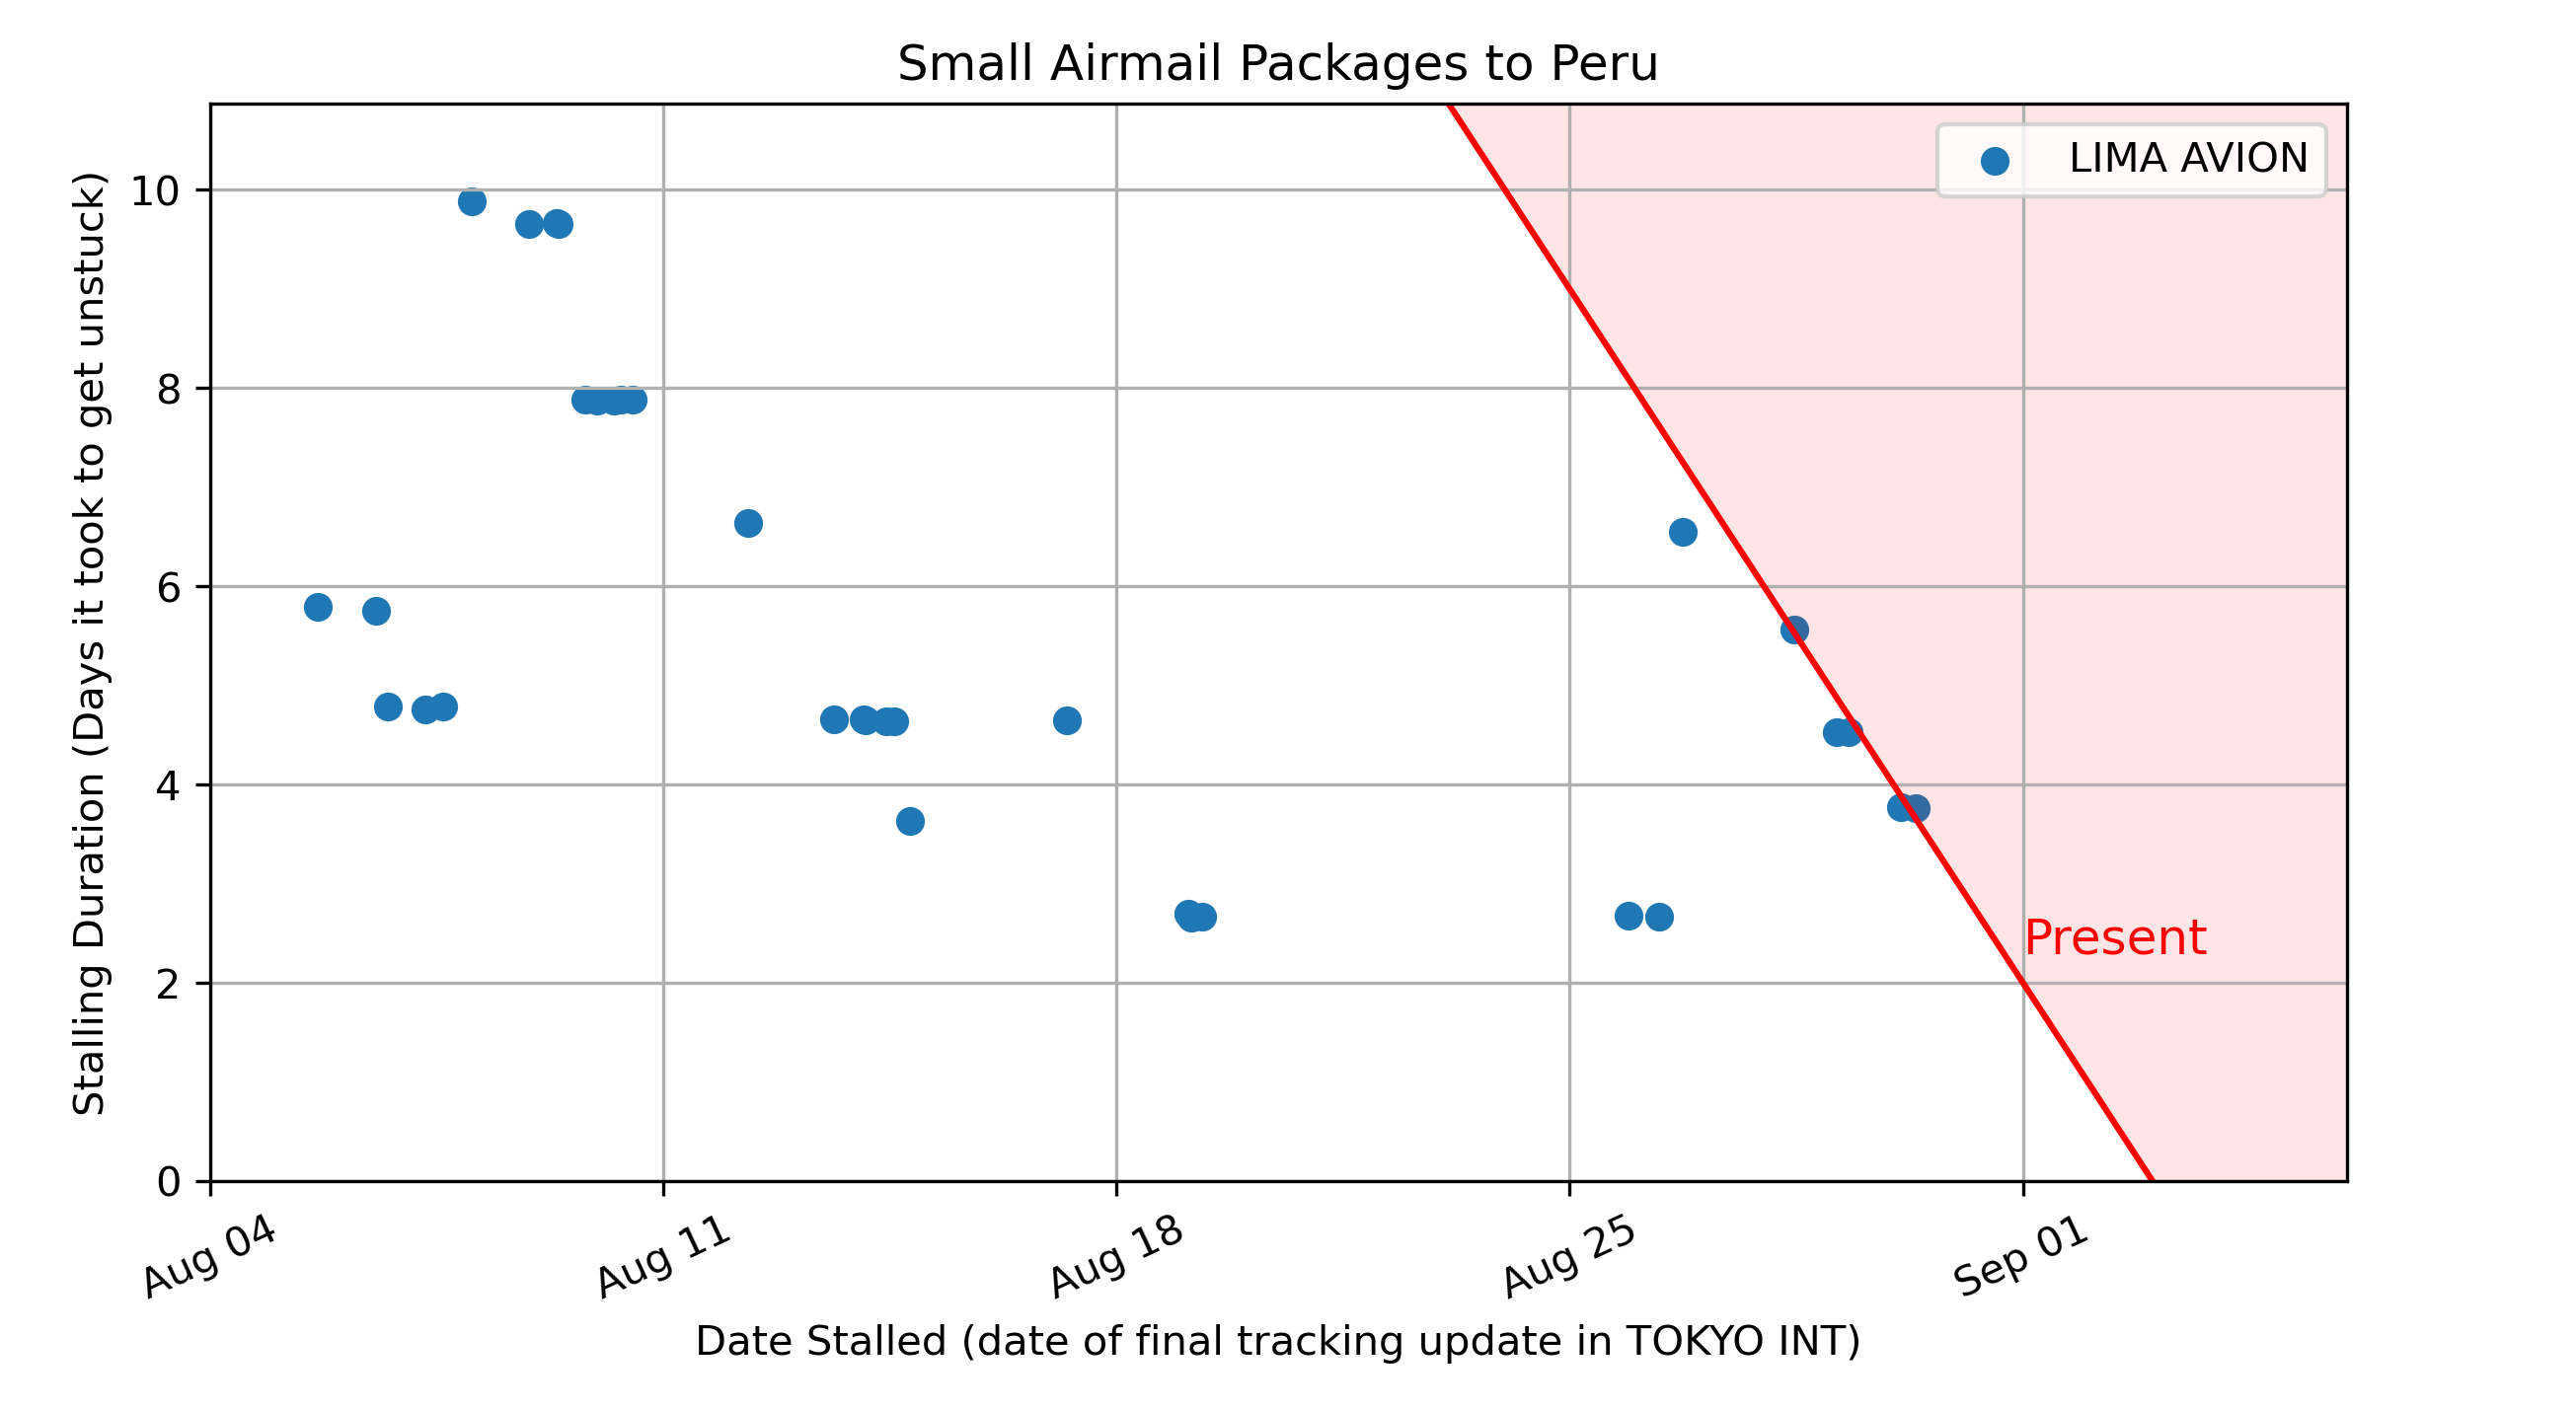 Small Airmail Packages to Peru
LIMA AVION
Stalling Duration (Days it took to get unstuck)
10
8
6
4
2
0
Present
Aug 04
Aug 11
Aug 18
Aug 25
Sep 01
Date Stalled (date of final tracking update in TOKYO INT)